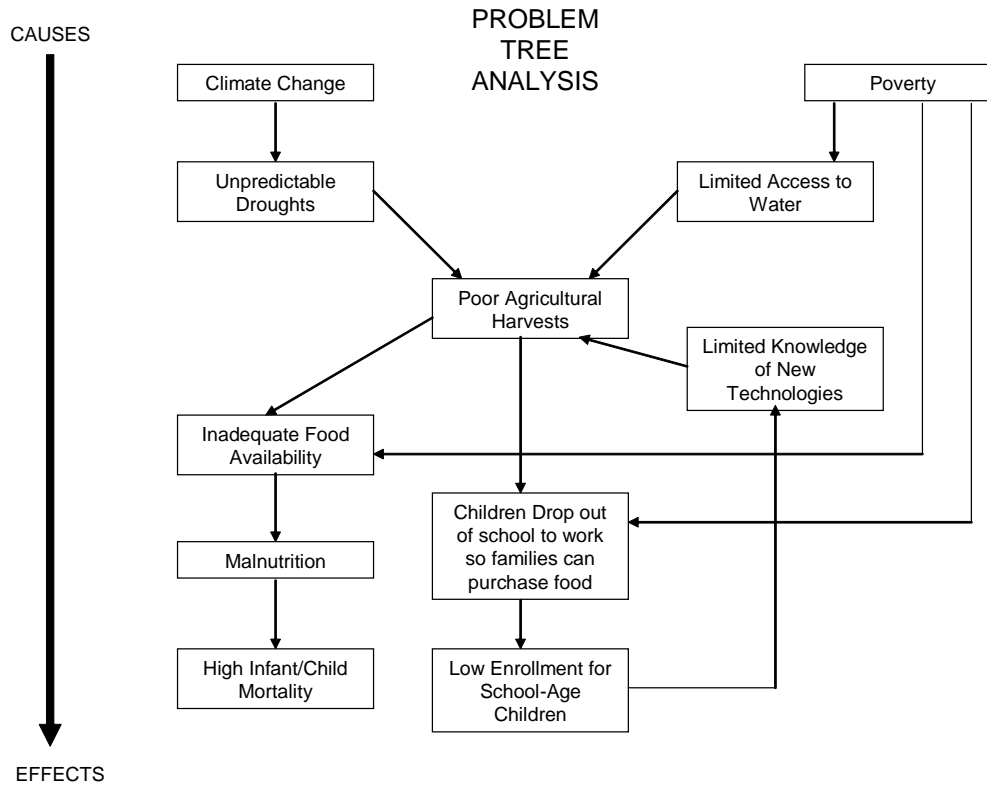 PROBLEM
TREE
ANALYSIS
CAUSES
Climate Change
Poverty
Unpredictable
Droughts
Limited Access to
Water
Poor Agricultural
Harvests
Limited Knowledge
of New
Technologies
Inadequate Food
Availability
Children Drop out
of school to work
so families can
purchase food
Malnutrition
High Infant/Child
Mortality
Low Enrollment for
School-Age
Children
EFFECTS